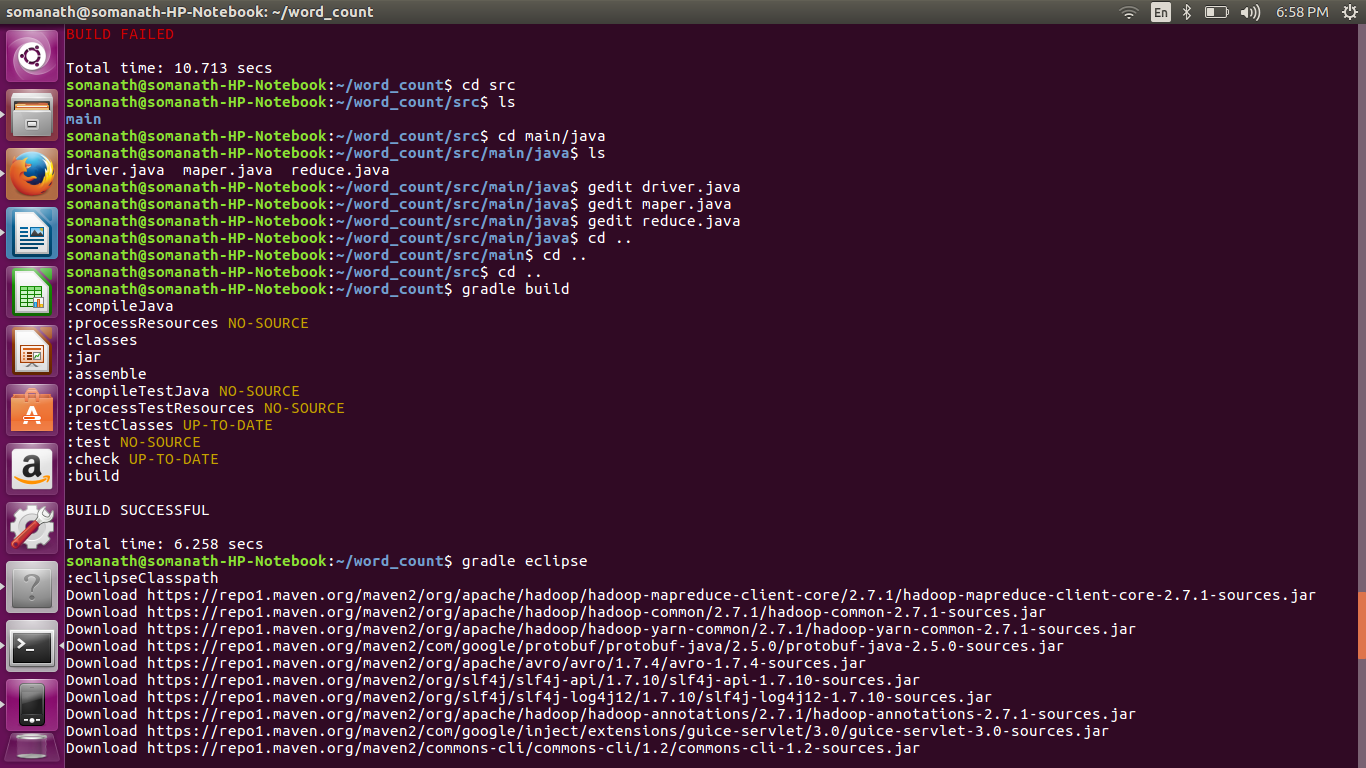 somanath@somanath-HP-Notebook: ~/word_count
En
6:58 PM
BUILD FAILED
Total time: 10.713 secs
somanath@somanath-HP-Notebook:~/word_count$ cd src
somanath@somanath-HP-Notebook:~/word_count/src$ ls
main
somanath@somanath-HP-Notebook:~/word_count/src$ cd main/java
somanath@somanath-HP-Notebook:~/word_count/src/main/java$ ls
driver.java  maper.java  reduce.java
somanath@somanath-HP-Notebook:~/word_count/src/main/java$ gedit driver.java
somanath@somanath-HP-Notebook:~/word_count/src/main/java$ gedit maper.java
somanath@somanath-HP-Notebook:~/word_count/src/main/java$ gedit reduce.java
somanath@somanath-HP-Notebook:~/word_count/src/main/java$ cd ..
somanath@somanath-HP-Notebook:~/word_count/src/main$ cd ..
somanath@somanath-HP-Notebook:~/word_count/src$ cd ..
somanath@somanath-HP-Notebook:~/word_count$ gradle build
:compileJava
:processResources NO-SOURCE
:classes
:jar
:assemble
:compileTestJava NO-SOURCE
:processTestResources NO-SOURCE
:testClasses UP-TO-DATE
:test NO-SOURCE
:check UP-TO-DATE
:build
BUILD SUCCESSFUL
Total time: 6.258 secs
somanath@somanath-HP-Notebook:~/word_count$ gradle eclipse
:eclipseClasspath
Download https://repo1.maven.org/maven2/org/apache/hadoop/hadoop-mapreduce-client-core/2.7.1/hadoop-mapreduce-client-core-2.7.1-sources.jar
Download https://repo1.maven.org/maven2/org/apache/hadoop/hadoop-common/2.7.1/hadoop-common-2.7.1-sources.jar
Download https://repo1.maven.org/maven2/org/apache/hadoop/hadoop-yarn-common/2.7.1/hadoop-yarn-common-2.7.1-sources.jar
Download https://repo1.maven.org/maven2/com/google/protobuf/protobuf-java/2.5.0/protobuf-java-2.5.0-sources.jar
Download https://repo1.maven.org/maven2/org/apache/avro/avro/1.7.4/avro-1.7.4-sources.jar
Download https://repo1.maven.org/maven2/org/slf4j/slf4j-api/1.7.10/slf4j-api-1.7.10-sources.jar
Download https://repo1.maven.org/maven2/org/slf4j/slf4j-log4j12/1.7.10/slf4j-log4j12-1.7.10-sources.jar
Download https://repo1.maven.org/maven2/org/apache/hadoop/hadoop-annotations/2.7.1/hadoop-annotations-2.7.1-sources.jar
Download https://repo1.maven.org/maven2/com/google/inject/extensions/guice-servlet/3.0/guice-servlet-3.0-sources.jar
Download https://repo1.maven.org/maven2/commons-cli/commons-cli/1.2/commons-cli-1.2-sources.jar